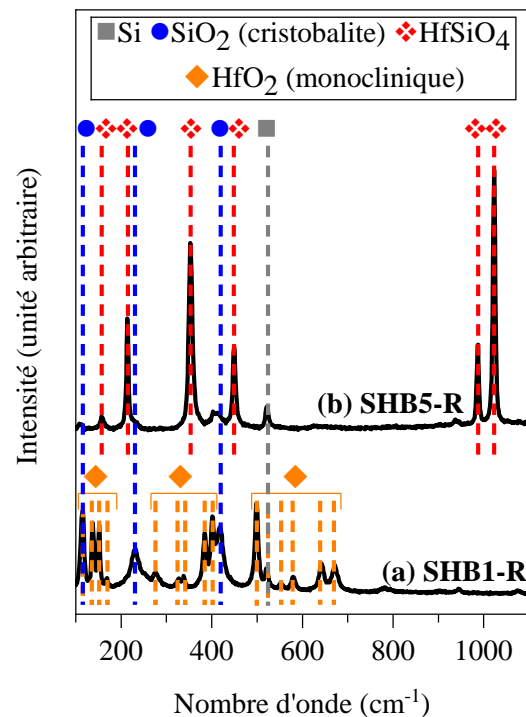 Si SiO2 (cristobalite) HfSiO4
HfO2 (monoclinique)
Intensité (unité arbitraire)
(b) SHB5-R
(a) SHB1-R
200 400 600 800 1000
Nombre d'onde (cm-1)